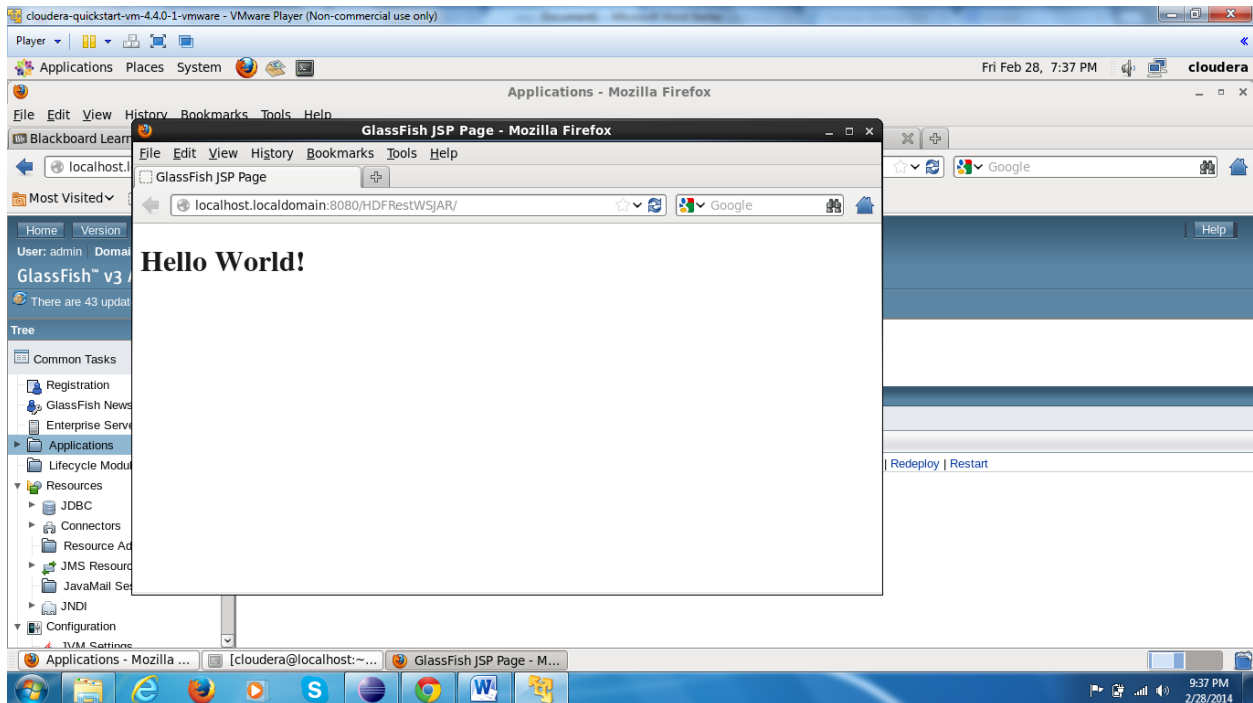 cloudera-quickstart-vm-4.4.0-1-vmware - VMware Player (Non-commercial use only)
Player
Applications Places System
Fri Feb 28, 7:37 PM
cloudera
Applications - Mozilla Firefox
File Edit View History Bookmarks Tools Help
Blackboard Learn
GlassFish JSP Page - Mozilla Firefox
File Edit View History Bookmarks Tools Help
localhost.l
Google
GlassFish JSP Page
Most Visited
localhost.localdomain:8080/HDFRestWSJAR/
Google
Home Version
Help
User: admin Domai
Hello World!
GlassFish™ v3
There are 43 updat
Tree
Common Tasks
Registration
GlassFish News
Enterprise Serve
Applications
Lifecycle Modul
| Redeploy | Restart
Resources
JDBC
Connectors
Resource Ad
JMS Resourc
JavaMail Ses
JNDI
Configuration
JVM Settings
Applications - Mozilla ...
[cloudera@localhost:~...
GlassFish JSP Page - M...
9:37 PM
2/28/2014